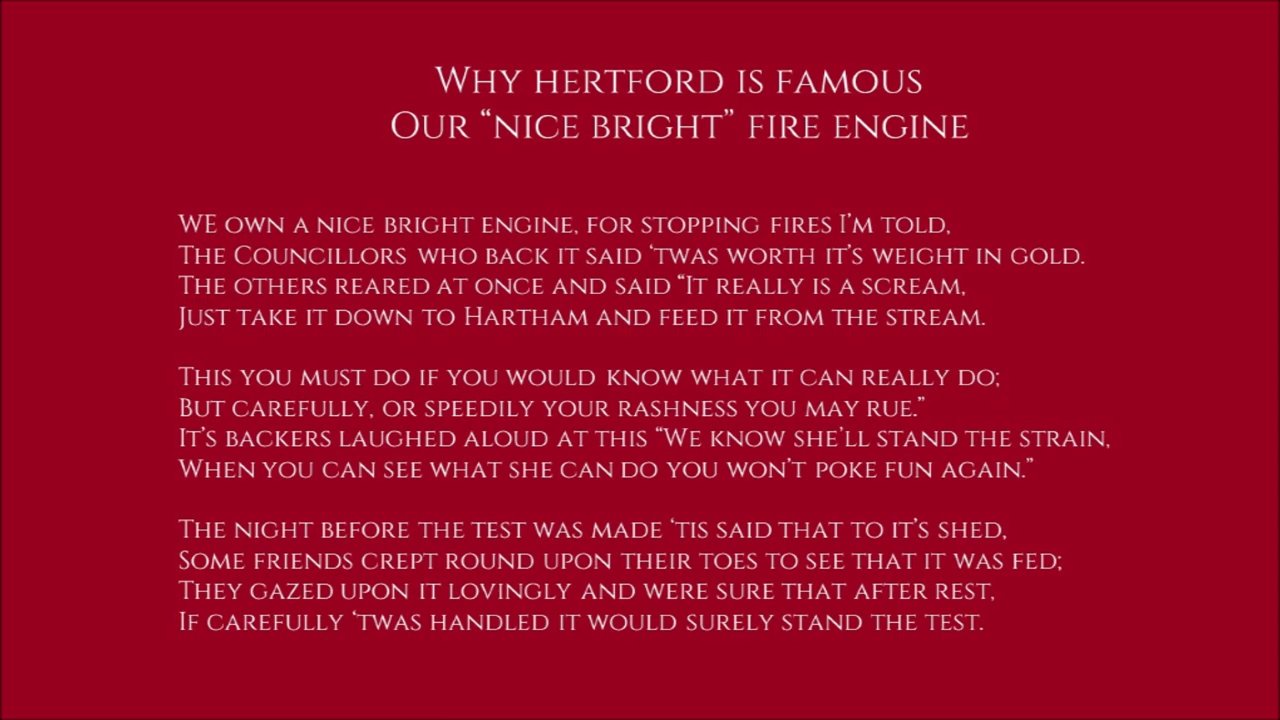 Why hertford is famous
Our “nice bright” fire engine
WE own a nice bright engine, for stopping fires I’m told,
The Councillors who back it said ‘twas worth it’s weight in gold.
The others reared at once and said “It really is a scream,
Just take it down to Hartham and feed it from the stream.
This you must do if you would know what it can really do;
But carefully, or speedily your rashness you may rue.”
It’s backers laughed aloud at this “We know she’ll stand the strain,
When you can see what she can do you won’t poke fun again.”
The night before the test was made ‘tis said that to it’s shed,
Some friends crept round upon their toes to see that it was fed;
They gazed upon it lovingly and were sure that after rest,
If carefully ‘twas handled it would surely stand the test.